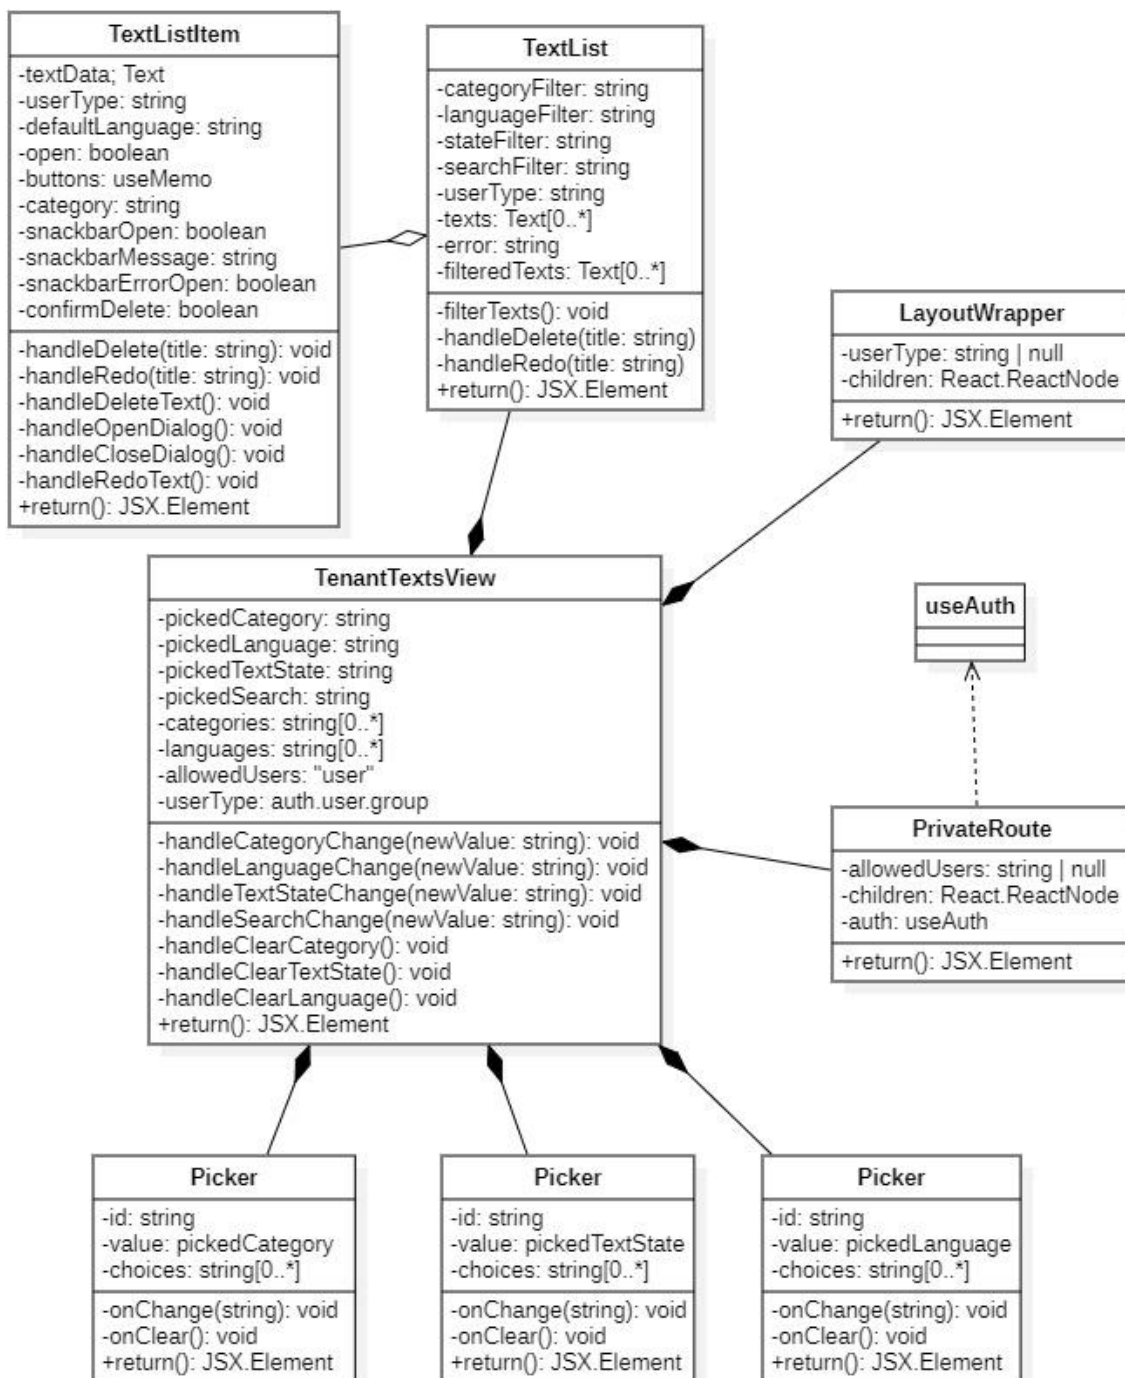 TextListItem
-textData; Text
-userType: string
-defaultLanguage: string
-open: boolean
-buttons: useMemo
-category: string
-snackbarOpen: boolean
-snackbarMessage: string
-snackbarErrorOpen: boolean
-confirmDelete: boolean
-handleDelete(title: string): void
-handleRedo(title: string): void
-handleDeleteText(): void
-handleOpenDialog(): void
-handleCloseDialog(): void
-handleRedoText(): void
+return(): JSX.Element
TextList
-categoryFilter: string
-languageFilter: string
-stateFilter: string
-searchFilter: string
-userType: string
-texts: Text[0..*]
-error: string
-filteredTexts: Text[0..*]
-filterTexts(): void
-handleDelete(title: string)
-handleRedo(title: string)
+return(): JSX.Element
LayoutWrapper
-userType: string | null
-children: React.ReactNode
+return(): JSX.Element
TenantTextsView
-pickedCategory: string
-pickedLanguage: string
-pickedTextState: string
-pickedSearch: string
-categories: string[0..*]
-languages: string[0..*]
-allowedUsers: "user"
-userType: auth.user.group
-handleCategoryChange(newValue: string): void
-handleLanguageChange(newValue: string): void
-handleTextStateChange(newValue: string): void
-handleSearchChange(newValue: string): void
-handleClearCategory(): void
-handleClearTextState(): void
-handleClearLanguage(): void
+return(): JSX.Element
useAuth
PrivateRoute
-allowedUsers: string | null
-children: React.ReactNode
-auth: useAuth
+return(): JSX.Element
Picker
-id: string
-value: pickedCategory
-choices: string[0..*]
-onChange(string): void
-onClear(): void
+return(): JSX.Element
Picker
-id: string
-value: pickedTextState
-choices: string[0..*]
-onChange(string): void
-onClear(): void
+return(): JSX.Element
Picker
-id: string
-value: pickedLanguage
-choices: string[0..*]
-onChange(string): void
-onClear(): void
+return(): JSX.Element